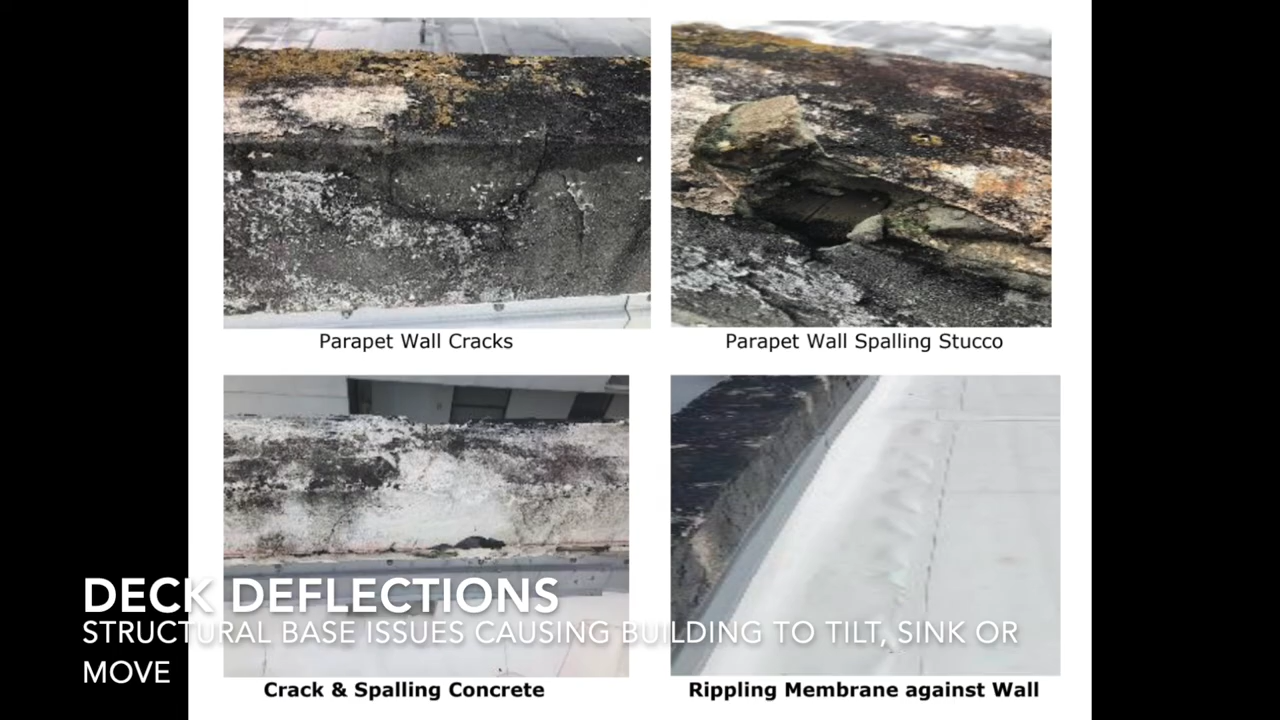 Parapet Wall Cracks
Parapet Wall Spalling Stucco
DECK DEFLECTIONS
STRUCTURAL BASE ISSUES CAUSING BUILDING TO TILT, SINK OR
MOVE
Crack & Spalling Concrete
Rippling Membrane against Wall